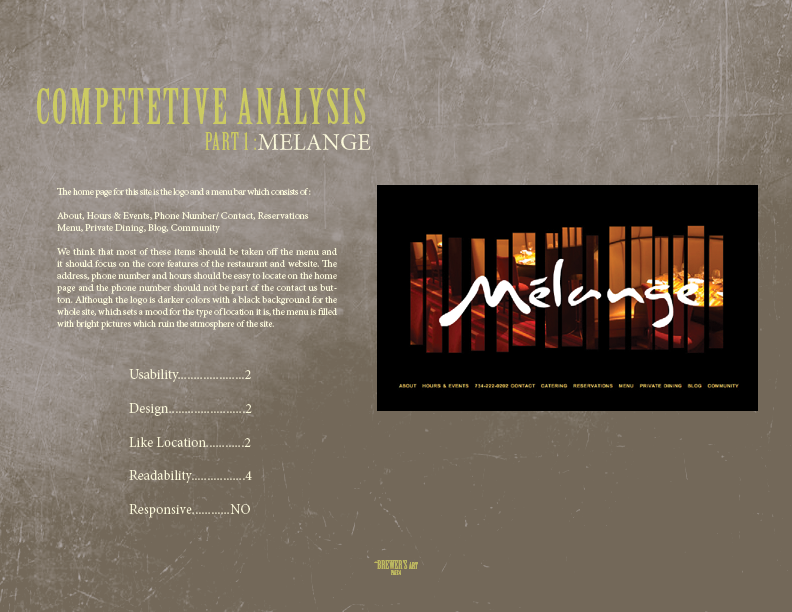 COMPETETIVE ANALYSIS
PART 1: MELANGE
The home page for this site is the logo and a menu bar which consists of :
About, Hours & Events, Phone Number/ Contact, Reservations
Menu, Private Dining, Blog, Community
We think that most of these items should be taken off the menu and
it should focus on the core features of the restaurant and website. The
address, phone number and hours should be easy to locate on the home
page and the phone number should not be part of the contact us but-
ton. Although the logo is darker colors with a black background for the
whole site, which sets a mood for the type of location it is, the menu is filled
with bright pictures which ruin the atmosphere of the site.
Usability......................2
Design.........................2
Like Location............2
Readability.................4
Responsive............NO
Mélange
ABOUT HOURS & EVENTS 734-222-0202 CONTACT CATERING RESERVATIONS MENU PRIVATE DINING BLOG COMMUNITY
BREWER'S ART